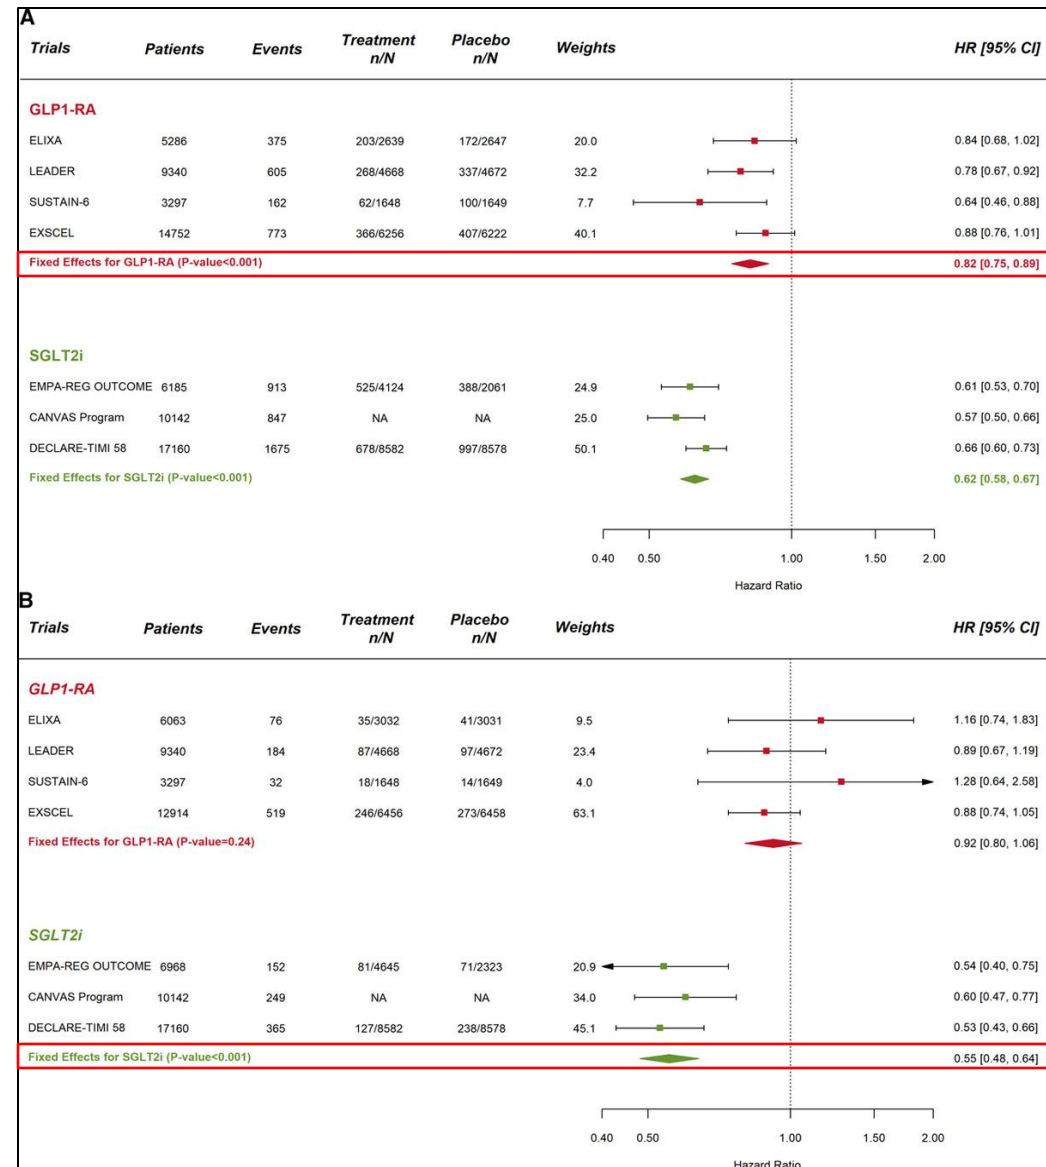 A
Trials Patients Events Treatment n/N Placebo n/N Weights HR [95% CI]
GLP1-RA
ELIXA 5286 375 203/2639 172/2647 20.0 0.84 [0.68, 1.02]
LEADER 9340 605 268/4668 337/4672 32.2 0.78 [0.67, 0.92]
SUSTAIN-6 3297 162 62/1648 100/1649 7.7 0.64 [0.46, 0.88]
EXSCEL 14752 773 366/6256 407/6222 40.1 0.88 [0.76, 1.01]
Fixed Effects for GLP1-RA (P-value<0.001) 0.82 [0.75, 0.89]
SGLT2i
EMPA-REG OUTCOME 6185 913 525/4124 388/2061 24.9 0.61 [0.53, 0.70]
CANVAS Program 10142 847 NA NA 25.0 0.57 [0.50, 0.66]
DECLARE-TIMI 58 17160 1675 678/8582 997/8578 50.1 0.66 [0.60, 0.73]
Fixed Effects for SGLT2i (P-value<0.001) 0.62 [0.58, 0.67]
0.40 0.50 1.00 1.50 2.00
Hazard Ratio
B
Trials Patients Events Treatment n/N Placebo n/N Weights HR [95% CI]
GLP1-RA
ELIXA 6063 76 35/3032 41/3031 9.5 1.16 [0.74, 1.83]
LEADER 9340 184 87/4668 97/4672 23.4 0.89 [0.67, 1.19]
SUSTAIN-6 3297 32 18/1648 14/1649 4.0 1.28 [0.64, 2.58]
EXSCEL 12914 519 246/6456 273/6458 63.1 0.88 [0.74, 1.05]
Fixed Effects for GLP1-RA (P-value=0.24) 0.92 [0.80, 1.06]
SGLT2i
EMPA-REG OUTCOME 6968 152 81/4645 71/2323 20.9 0.54 [0.40, 0.75]
CANVAS Program 10142 249 NA NA 34.0 0.60 [0.47, 0.77]
DECLARE-TIMI 58 17160 365 127/8582 238/8578 45.1 0.53 [0.43, 0.66]
Fixed Effects for SGLT2i (P-value<0.001) 0.55 [0.48, 0.64]
0.40 0.50 1.00 1.50 2.00
Hazard Ratio